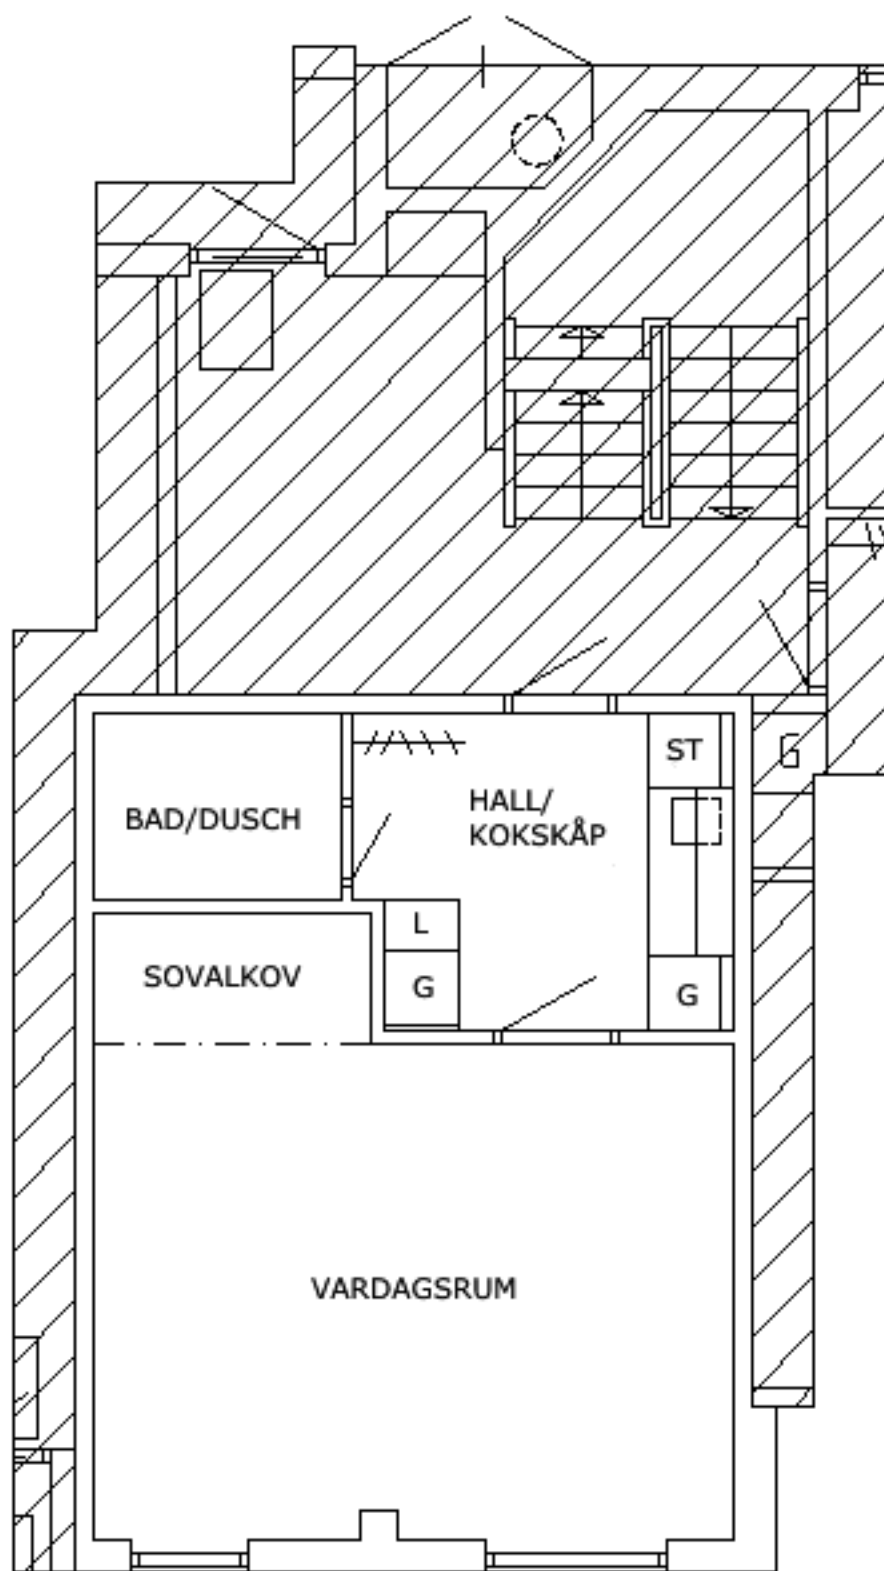 ST
G
HALL/
KOKSKÅP
BAD/DUSCH
L
G
G
SOVALKOV
VARDAGSRUM